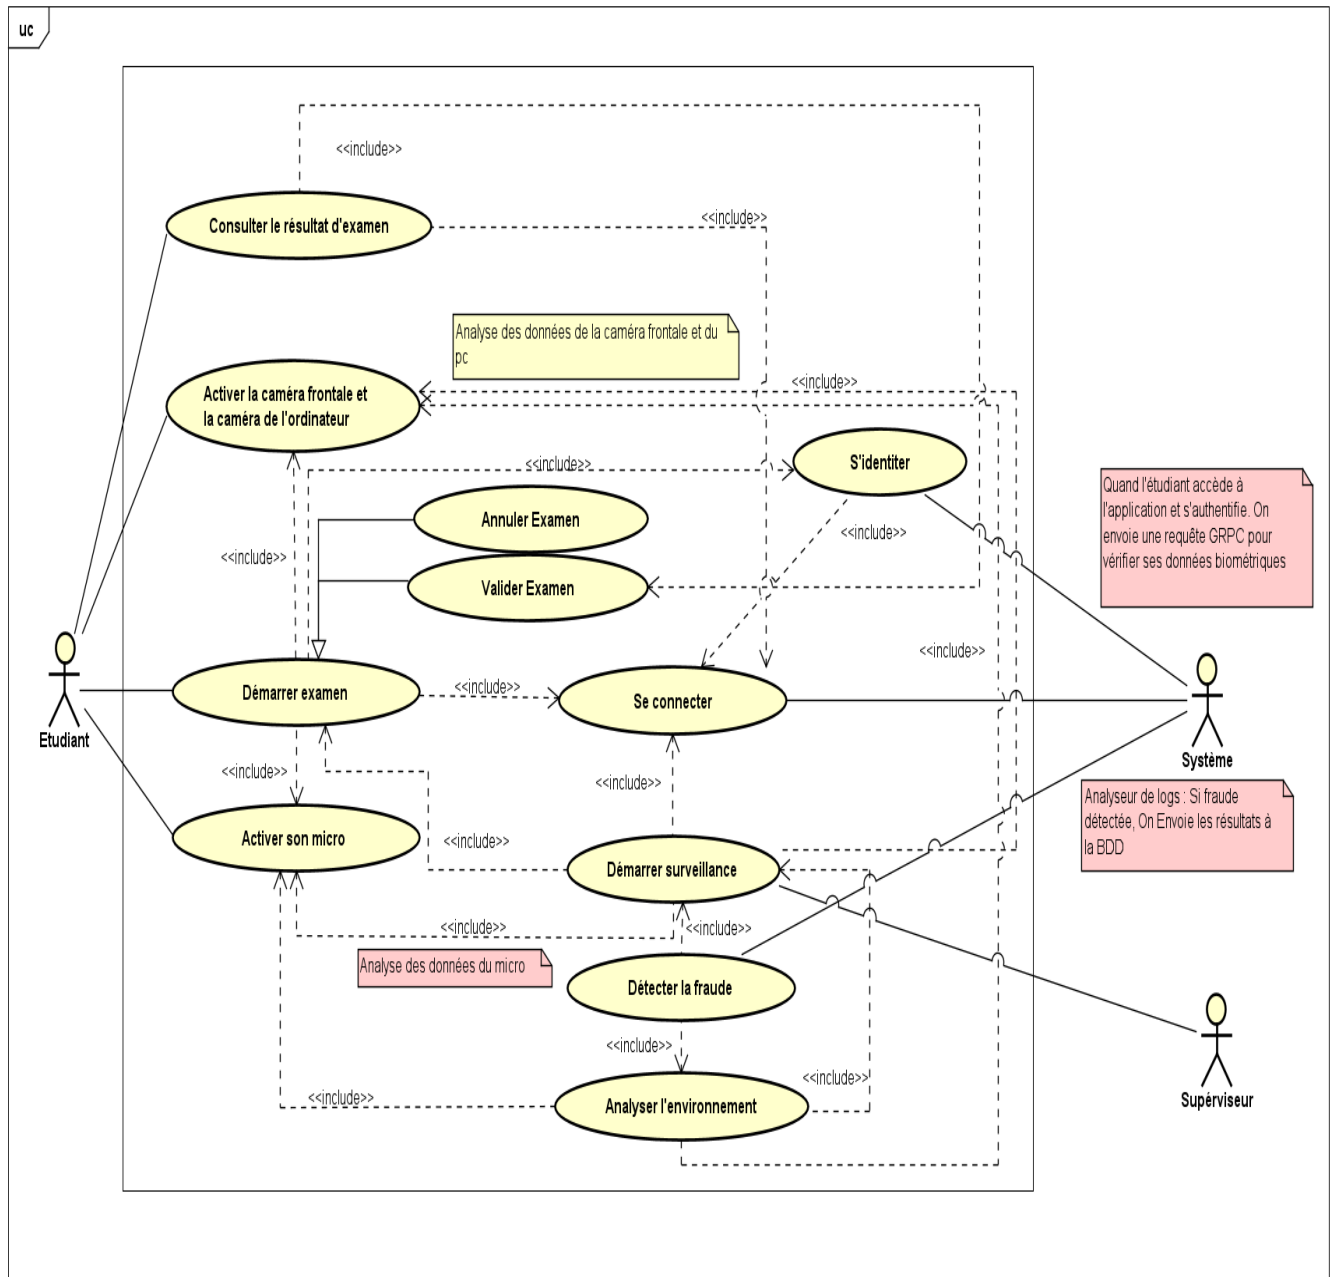 uc
<<include>>
Consulter le résultat d'examen
<<include>>
Analyse des données de la caméra frontale et du
pc
Activer la caméra frontale et
la caméra de l'ordinateur
<<include>>
<<include>>
S'identiter
Quand l'étudiant accède à
l'application et s'authentifie. On
envoie une requête GRPC pour
vérifier ses données biométriques
Annuler Examen
<<include>>
<<include>>
Valider Examen
<<include>>
Démarrer examen
<<include>>
Se connecter
Etudiant
Système
<<include>>
<<include>>
Analyseur de logs : Si fraude
détectée, On Envoie les résultats à
la BDD
Activer son micro
<<include>>
Démarrer surveillance
<<include>>
<<include>>
Analyse des données du micro
Détecter la fraude
<<include>>
<<include>>
<<include>>
Analyser l'environnement
Supérviseur